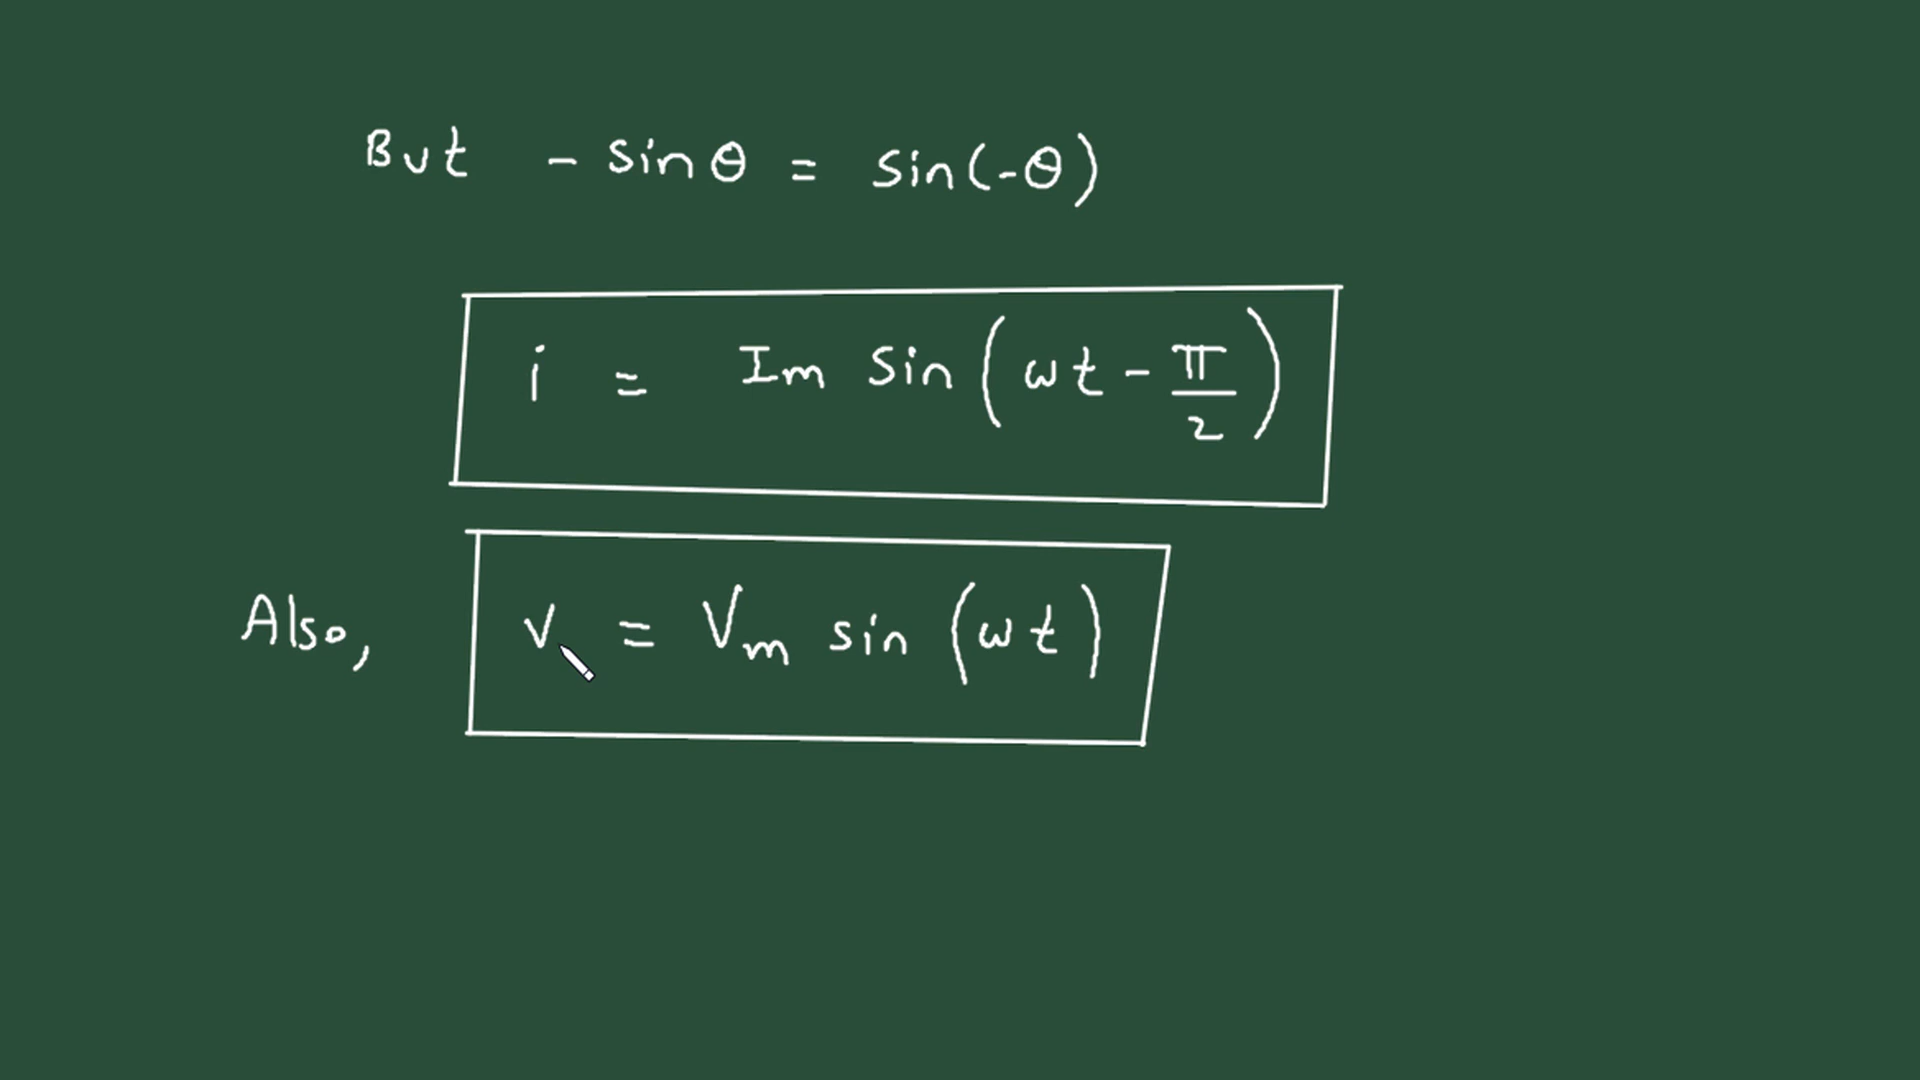 But - sinθ = sin(-θ)
i = Im sin(ωt - π/2)
Also, v = Vm sin (ωt)